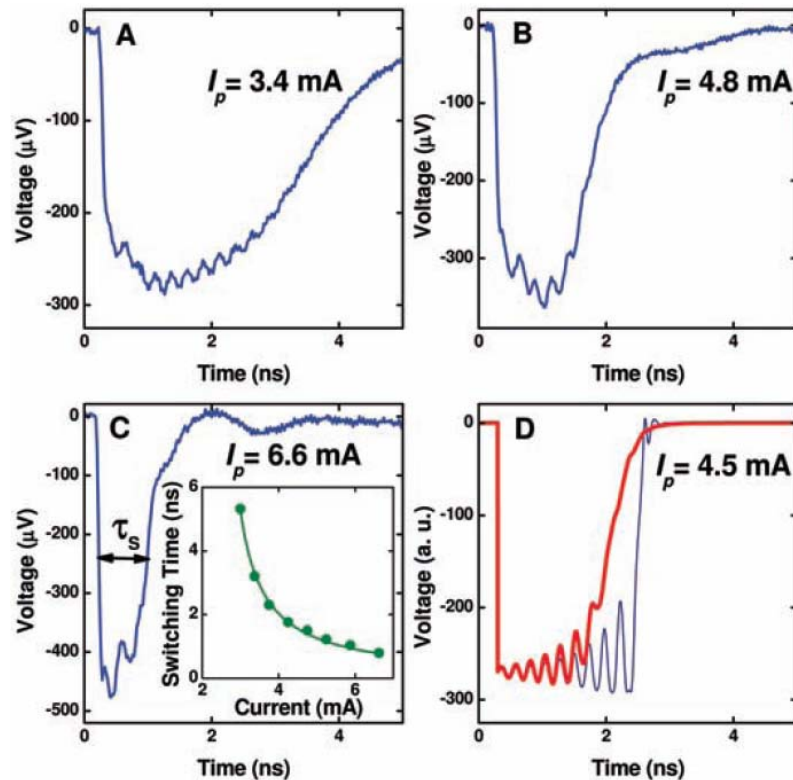 A
I_p = 3.4 mA
0
-100
-200
-300
Voltage (μV)
0
2
4
Time (ns)
B
I_p = 4.8 mA
0
-100
-200
-300
Voltage (μV)
0
2
4
Time (ns)
C
I_p = 6.6 mA
0
-100
-200
-300
-400
-500
Voltage (μV)
τ_s
0
2
4
Time (ns)
Switching Time (ns)
6
4
2
0
2
4
6
Current (mA)
D
I_p = 4.5 mA
0
-100
-200
-300
Voltage (a. u.)
0
2
4
Time (ns)